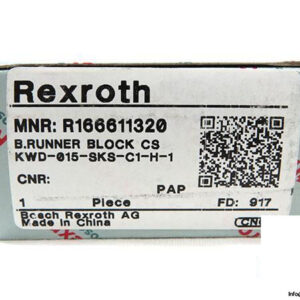 Rexroth
MNR: R166611320
B.RUNNER BLOCK CS
KWD-015-SKS-C1-H-1
CNR:
PAP
1 Piece FD: 917
Bosch Rexroth AG
Made in China